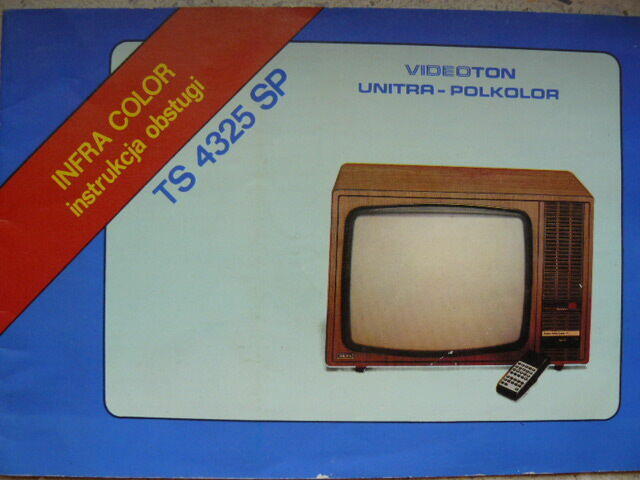 INFRA COLOR
instrukcja obsługi
TS 4325 SP
VIDEOTON
UNITRA - POLKOLOR